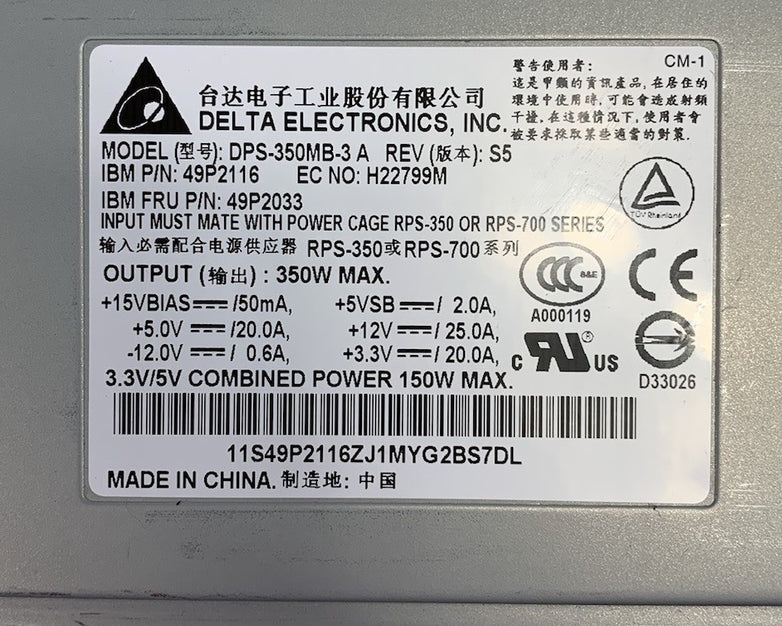 台达电子工业股份有限公司
DELTA ELECTRONICS, INC.
CM-1
警告使用者:
這是甲類的資訊產品,在居住的
環境中使用時,可能會造成射頻
干擾,在這種情況下,使用者會
被要求採取某些適當的對策.
MODEL (型号): DPS-350MB-3 A REV (版本): S5
IBM P/N: 49P2116 EC NO: H22799M
IBM FRU P/N: 49P2033
INPUT MUST MATE WITH POWER CAGE RPS-350 OR RPS-700 SERIES
输入必需配合电源供应器 RPS-350或RPS-700系列
TÜV Rheinland
OUTPUT (输出) : 350W MAX.
+15VBIAS⎓/50mA, +5VSB⎓/ 2.0A,
+5.0V ⎓/20.0A, +12V ⎓/ 25.0A,
-12.0V ⎓/ 0.6A, +3.3V ⎓/ 20.0A,
3.3V/5V COMBINED POWER 150W MAX.
CCC S&E
A000119
CE
c RU ® US
D33026
11S49P2116ZJ1MYG2BS7DL
MADE IN CHINA. 制造地: 中国